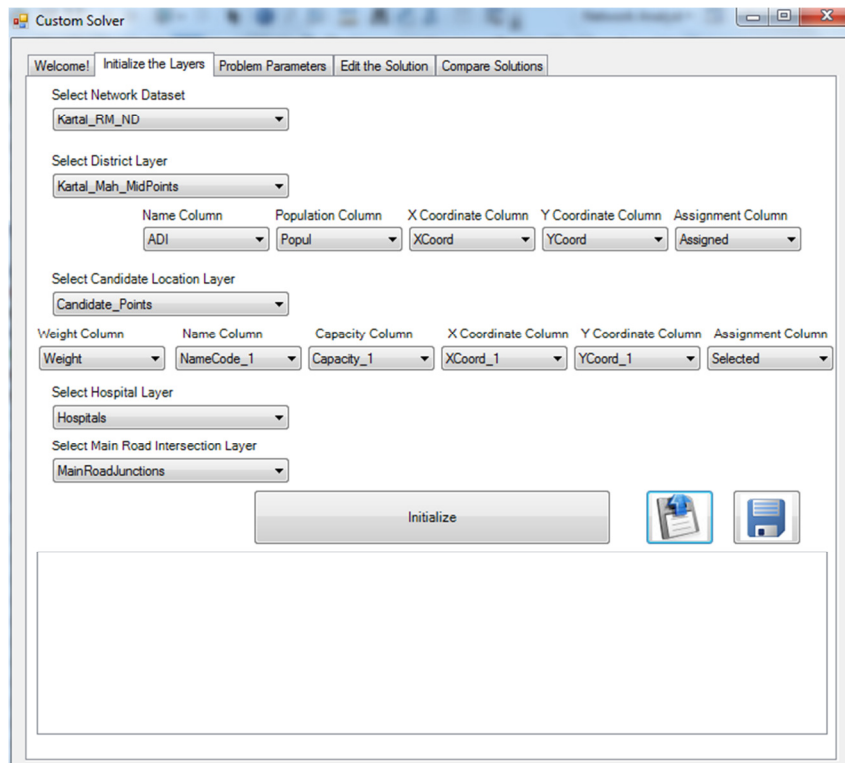 Custom Solver
Welcome! Initialize the Layers Problem Parameters Edit the Solution Compare Solutions
Select Network Dataset
Kartal_RM_ND
Select District Layer
Kartal_Mah_MidPoints
Name Column Population Column X Coordinate Column Y Coordinate Column Assignment Column
ADI Popul XCoord YCoord Assigned
Select Candidate Location Layer
Candidate_Points
Weight Column Name Column Capacity Column X Coordinate Column Y Coordinate Column Assignment Column
Weight NameCode_1 Capacity_1 XCoord_1 YCoord_1 Selected
Select Hospital Layer
Hospitals
Select Main Road Intersection Layer
MainRoadJunctions
Initialize